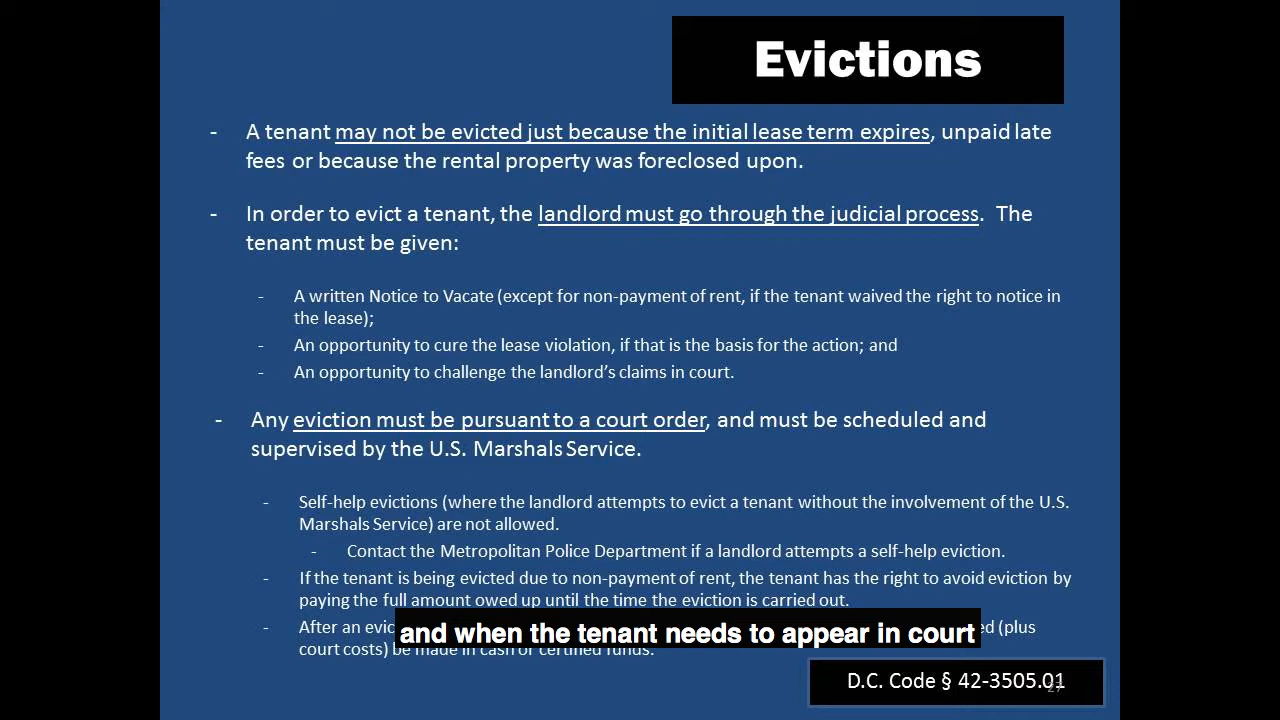 Evictions
- A tenant may not be evicted just because the initial lease term expires, unpaid late
fees or because the rental property was foreclosed upon.
- In order to evict a tenant, the landlord must go through the judicial process. The
tenant must be given:
- A written Notice to Vacate (except for non-payment of rent, if the tenant waived the right to notice in
the lease);
- An opportunity to cure the lease violation, if that is the basis for the action; and
- An opportunity to challenge the landlord's claims in court.
- Any eviction must be pursuant to a court order, and must be scheduled and
supervised by the U.S. Marshals Service.
- Self-help evictions (where the landlord attempts to evict a tenant without the involvement of the U.S.
Marshals Service) are not allowed.
- Contact the Metropolitan Police Department if a landlord attempts a self-help eviction.
- If the tenant is being evicted due to non-payment of rent, the tenant has the right to avoid eviction by
paying the full amount owed up until the time the eviction is carried out.
- After an (plus
and when the tenant needs to appear in court
court costs) be made in cash or certified funds.
D.C. Code § 42-3505.01
27